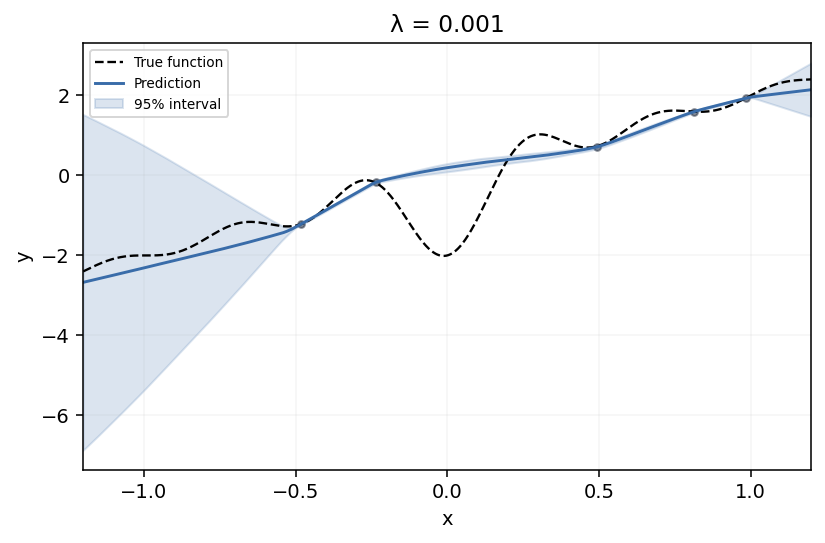 λ = 0.001
True function
Prediction
95% interval
2
0
−2
−4
−6
y
−1.0 −0.5 0.0 0.5 1.0
x